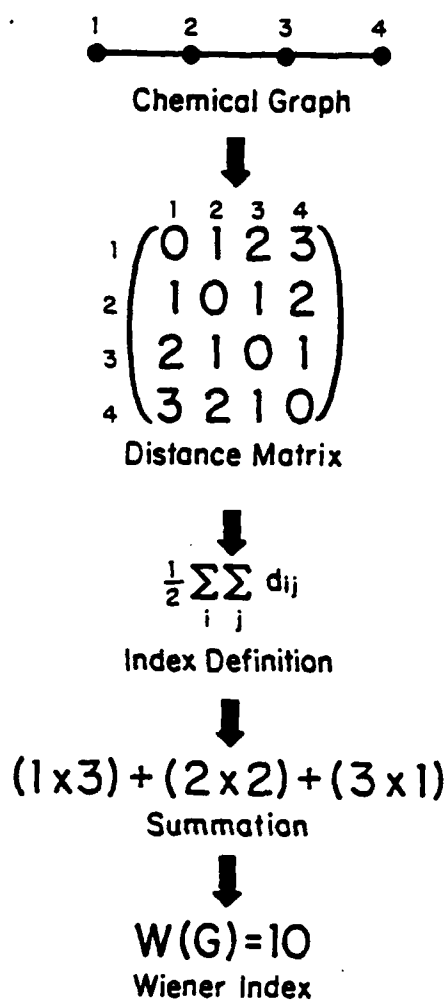 1 2 3 4
Chemical Graph
1 2 3 4
1 0 1 2 3
2 1 0 1 2
3 2 1 0 1
4 3 2 1 0
Distance Matrix
½ ∑ ∑ dij
i j
Index Definition
(1x3)+(2x2)+(3x1)
Summation
W(G)=10
Wiener Index